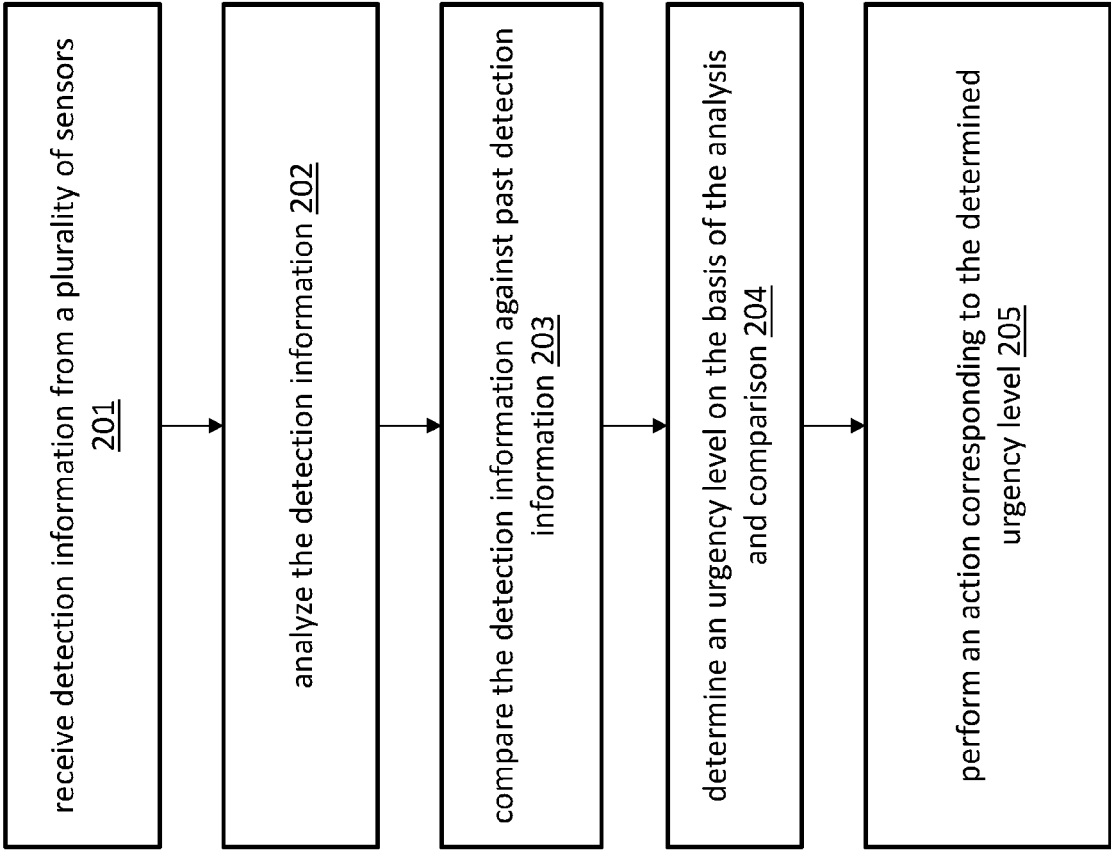 receive detection information from a plurality of sensors
201
analyze the detection information 202
compare the detection information against past detection
information 203
determine an urgency level on the basis of the analysis
and comparison 204
perform an action corresponding to the determined
urgency level 205